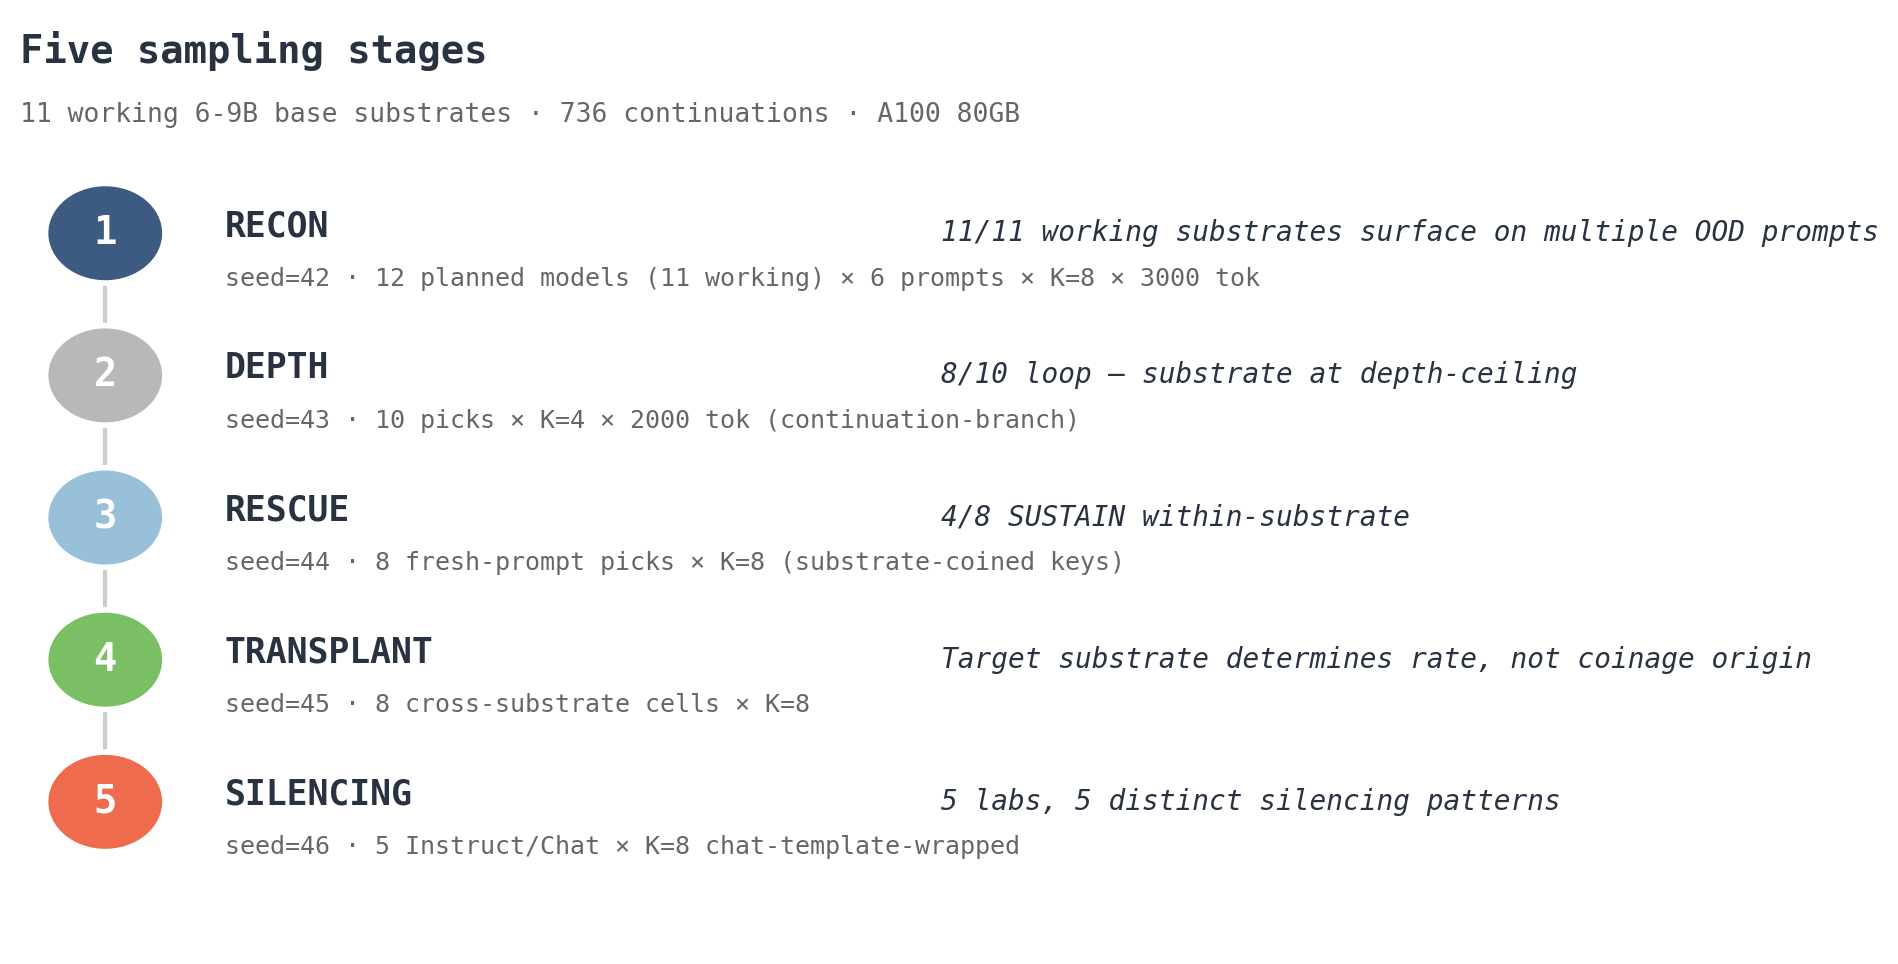 Five sampling stages
11 working 6-9B base substrates · 736 continuations · A100 80GB
1
RECON
11/11 working substrates surface on multiple OOD prompts
seed=42 · 12 planned models (11 working) × 6 prompts × K=8 × 3000 tok
2
DEPTH
8/10 loop — substrate at depth-ceiling
seed=43 · 10 picks × K=4 × 2000 tok (continuation-branch)
3
RESCUE
4/8 SUSTAIN within-substrate
seed=44 · 8 fresh-prompt picks × K=8 (substrate-coined keys)
4
TRANSPLANT
Target substrate determines rate, not coinage origin
seed=45 · 8 cross-substrate cells × K=8
5
SILENCING
5 labs, 5 distinct silencing patterns
seed=46 · 5 Instruct/Chat × K=8 chat-template-wrapped